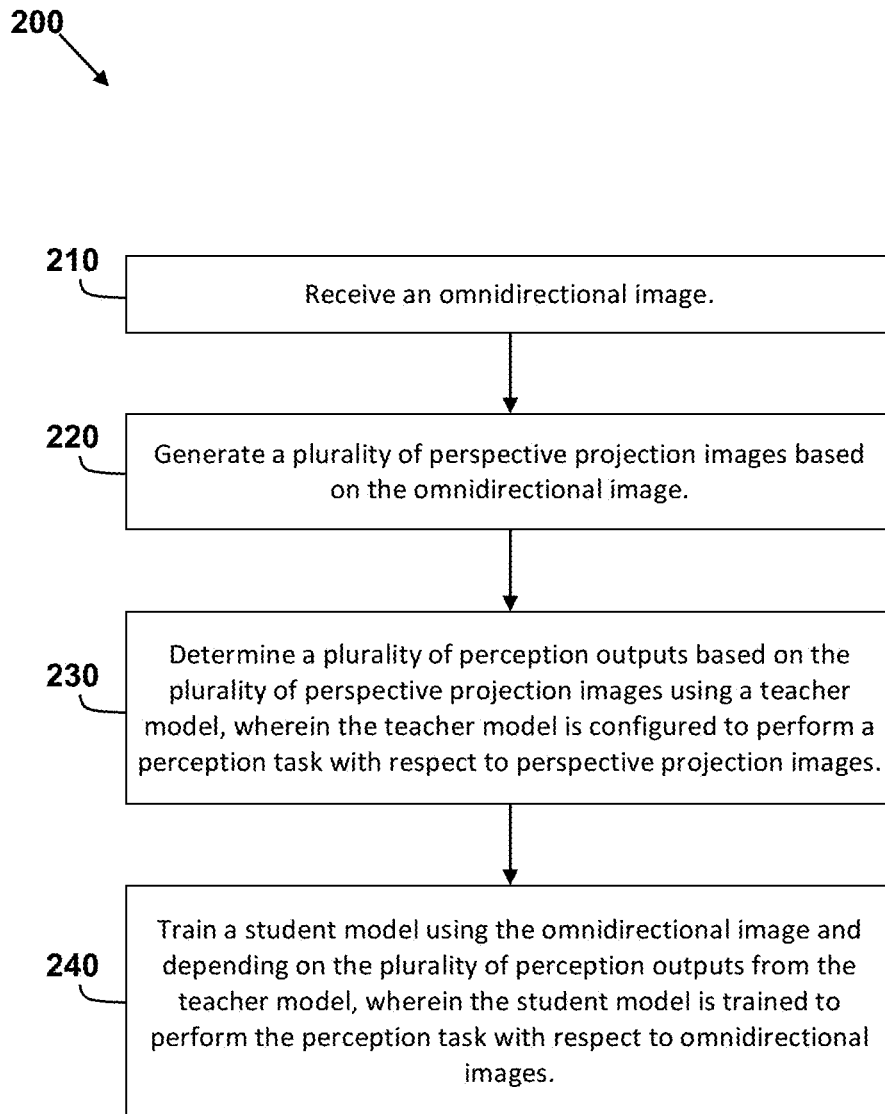 200
210
Receive an omnidirectional image.
220
Generate a plurality of perspective projection images based
on the omnidirectional image.
230
Determine a plurality of perception outputs based on the
plurality of perspective projection images using a teacher
model, wherein the teacher model is configured to perform a
perception task with respect to perspective projection images.
240
Train a student model using the omnidirectional image and
depending on the plurality of perception outputs from the
teacher model, wherein the student model is trained to
perform the perception task with respect to omnidirectional
images.